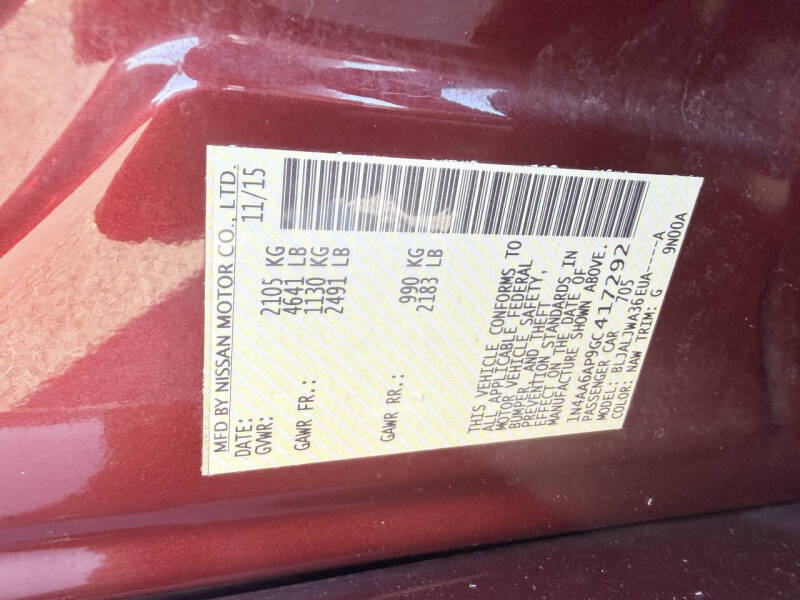 MFD BY NISSAN MOTOR CO., LTD.
DATE: 11/15
GVWR: 2105 KG
4641 LB
GAWR FR.: 1130 KG
2491 LB
GAWR RR.: 990 KG
2183 LB
THIS VEHICLE CONFORMS TO
ALL APPLICABLE FEDERAL
MOTOR VEHICLE SAFETY,
BUMPER, AND THEFT
PREVENTION STANDARDS IN
EFFECT ON THE DATE OF
MANUFACTURE SHOWN ABOVE.
1N4AA6AP9GC417292
PASSENGER CAR 705
MODEL: BLJALJWA36EUA-----A
COLOR: NAW TRIM: G 9N00A